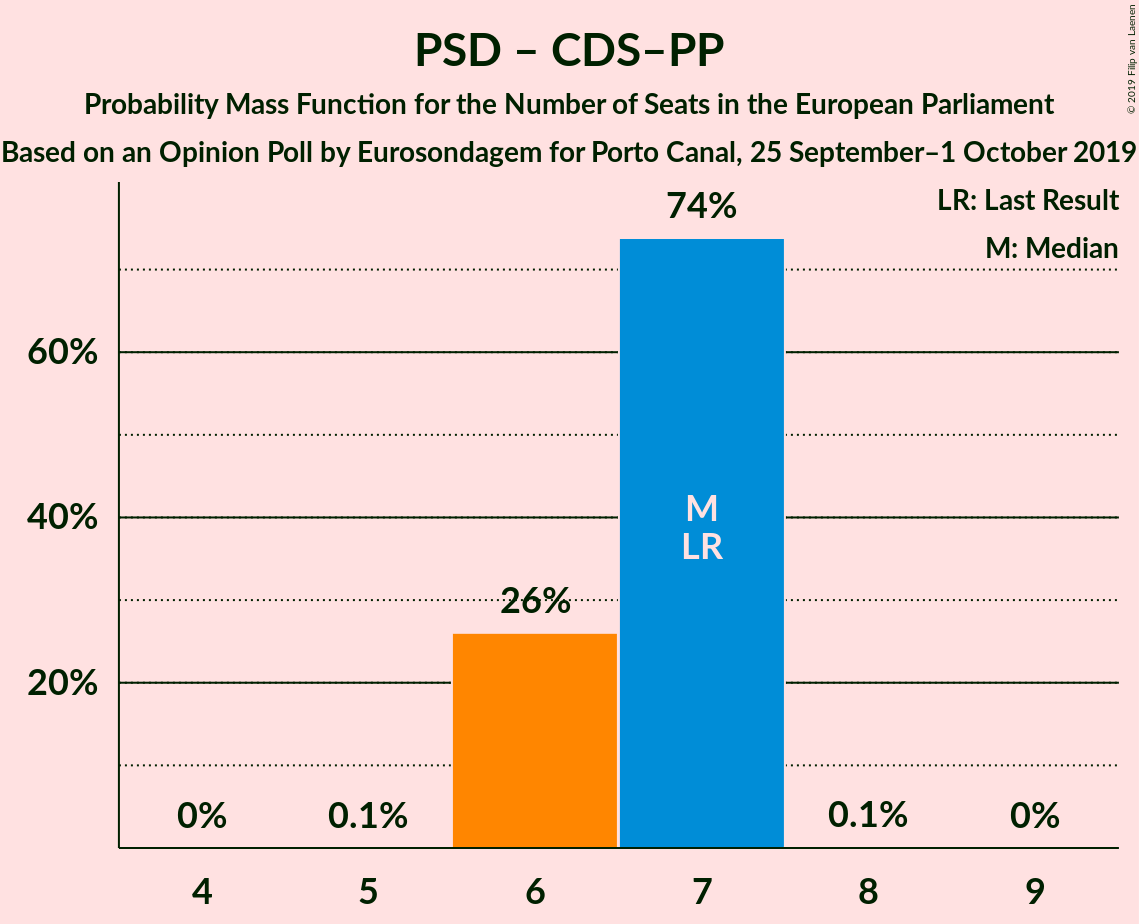 PSD – CDS–PP
Probability Mass Function for the Number of Seats in the European Parliament
Based on an Opinion Poll by Eurosondagem for Porto Canal, 25 September–1 October 2019
© 2019 Filip van Laenen
LR: Last Result
M: Median
74%
60%
40%
20%
M
LR
26%
0%
0.1%
0.1%
0%
4
5
6
7
8
9